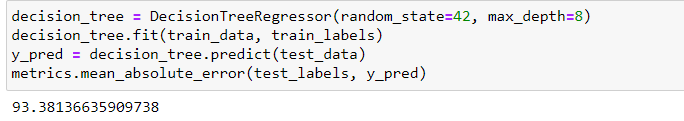 decision_tree = DecisionTreeRegressor(random_state=42, max_depth=8)
decision_tree.fit(train_data, train_labels)
y_pred = decision_tree.predict(test_data)
metrics.mean_absolute_error(test_labels, y_pred)
93.38136635909738